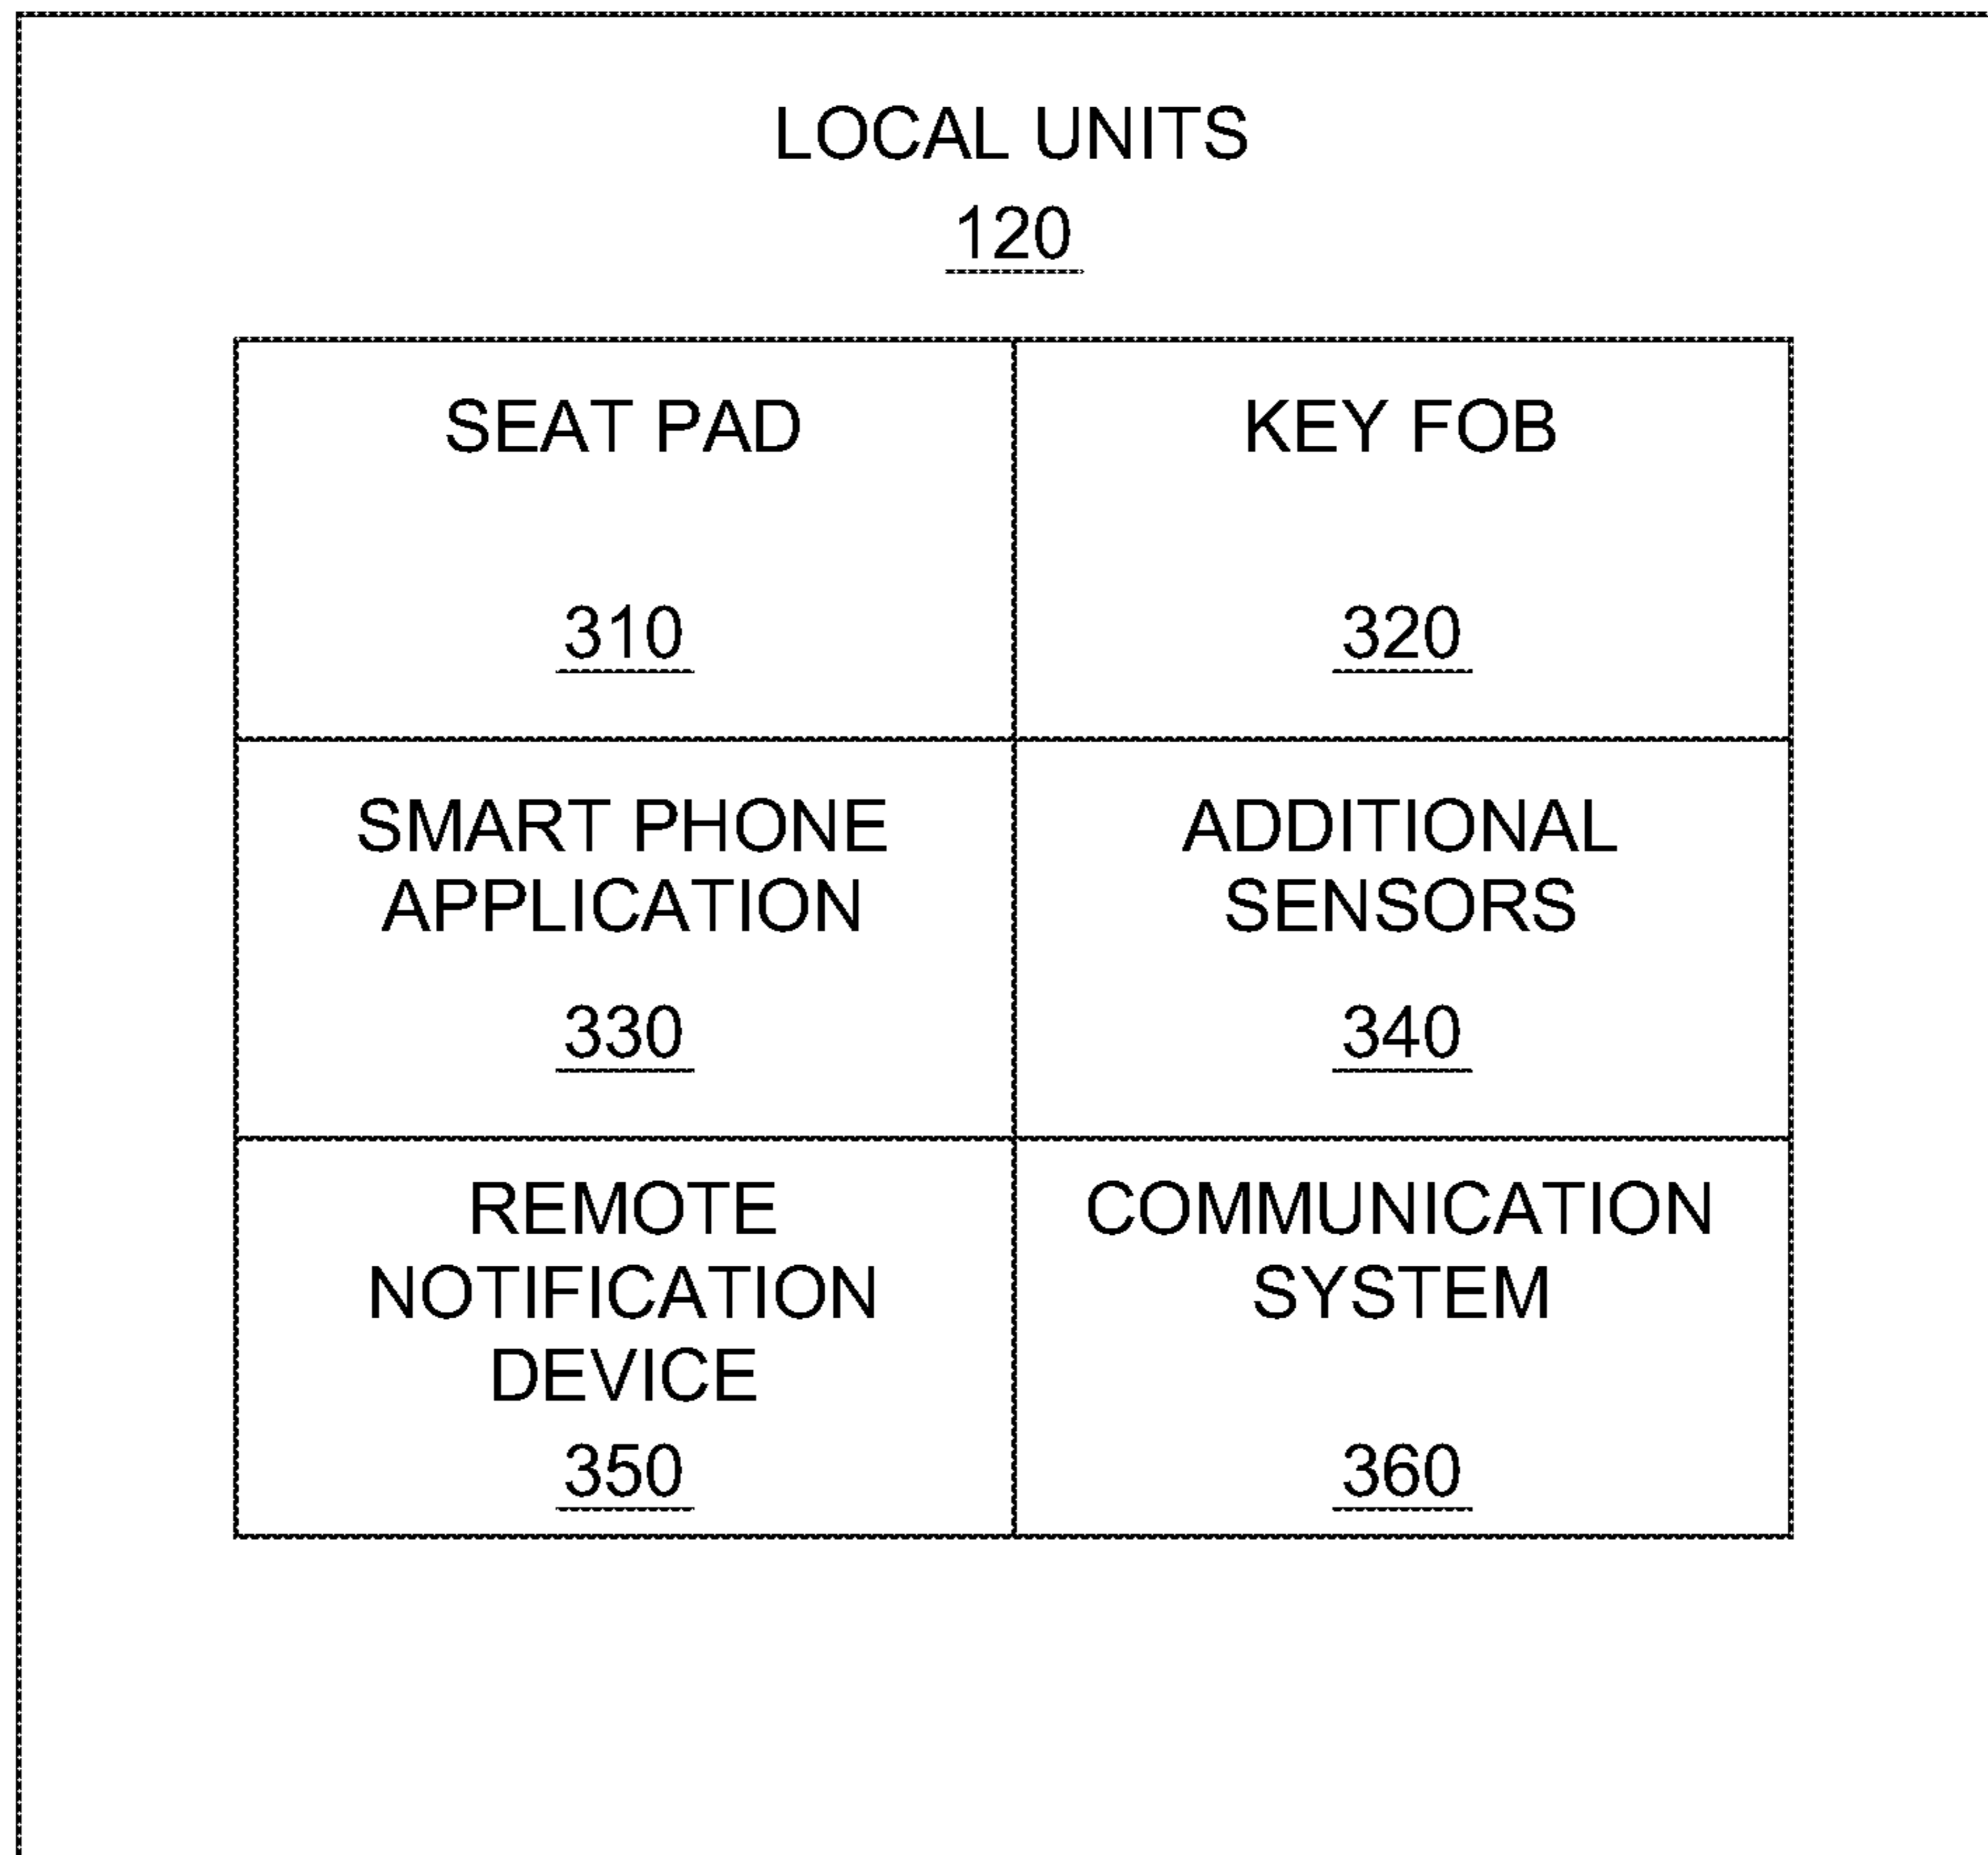 LOCAL UNITS
120
SEAT PAD
310
KEY FOB
320
SMART PHONE
APPLICATION
330
ADDITIONAL
SENSORS
340
REMOTE
NOTIFICATION
DEVICE
350
COMMUNICATION
SYSTEM
360